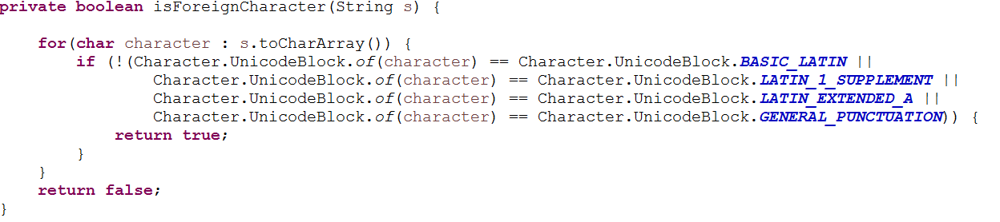 private boolean isForeignCharacter(String s) {

    for(char character : s.toCharArray()) {
        if (!(Character.UnicodeBlock.of(character) == Character.UnicodeBlock.BASIC_LATIN ||
                Character.UnicodeBlock.of(character) == Character.UnicodeBlock.LATIN_1_SUPPLEMENT ||
                Character.UnicodeBlock.of(character) == Character.UnicodeBlock.LATIN_EXTENDED_A ||
                Character.UnicodeBlock.of(character) == Character.UnicodeBlock.GENERAL_PUNCTUATION)) {
            return true;
        }
    }
    return false;
}